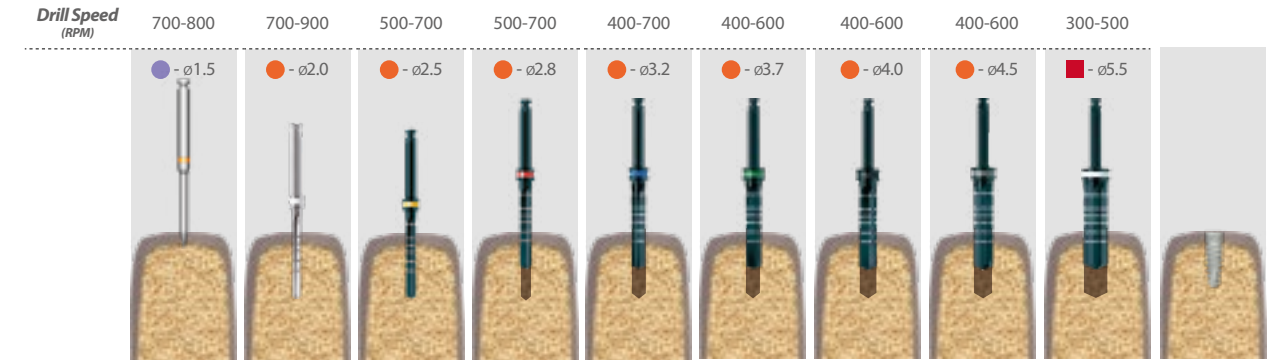 Drill Speed 700-800 700-900 500-700 500-700 400-700 400-600 400-600 400-600 300-500
(RPM)
- ø1.5 - ø2.0 - ø2.5 - ø2.8 - ø3.2 - ø3.7 - ø4.0 - ø4.5 - ø5.5